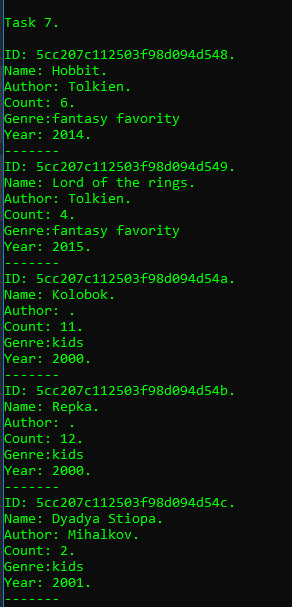 Task 7.
ID: 5cc207c112503f98d094d548.
Name: Hobbit.
Author: Tolkien.
Count: 6.
Genre:fantasy favority
Year: 2014.
-------
ID: 5cc207c112503f98d094d549.
Name: Lord of the rings.
Author: Tolkien.
Count: 4.
Genre:fantasy favority
Year: 2015.
-------
ID: 5cc207c112503f98d094d54a.
Name: Kolobok.
Author: .
Count: 11.
Genre:kids
Year: 2000.
-------
ID: 5cc207c112503f98d094d54b.
Name: Repka.
Author: .
Count: 12.
Genre:kids
Year: 2000.
-------
ID: 5cc207c112503f98d094d54c.
Name: Dyadya Stiopa.
Author: Mihalkov.
Count: 2.
Genre:kids
Year: 2001.
-------